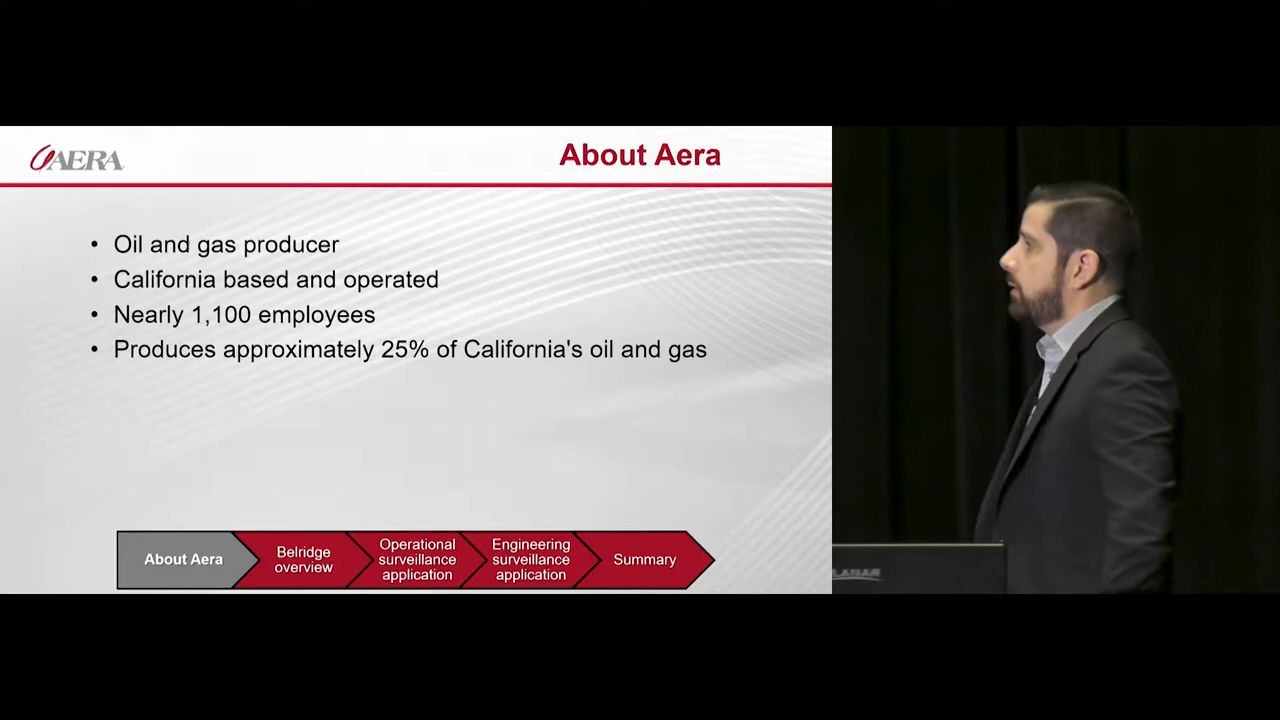 AERA
About Aera
• Oil and gas producer
• California based and operated
• Nearly 1,100 employees
• Produces approximately 25% of California's oil and gas
About Aera
Belridge
overview
Operational
surveillance
application
Engineering
surveillance
application
Summary